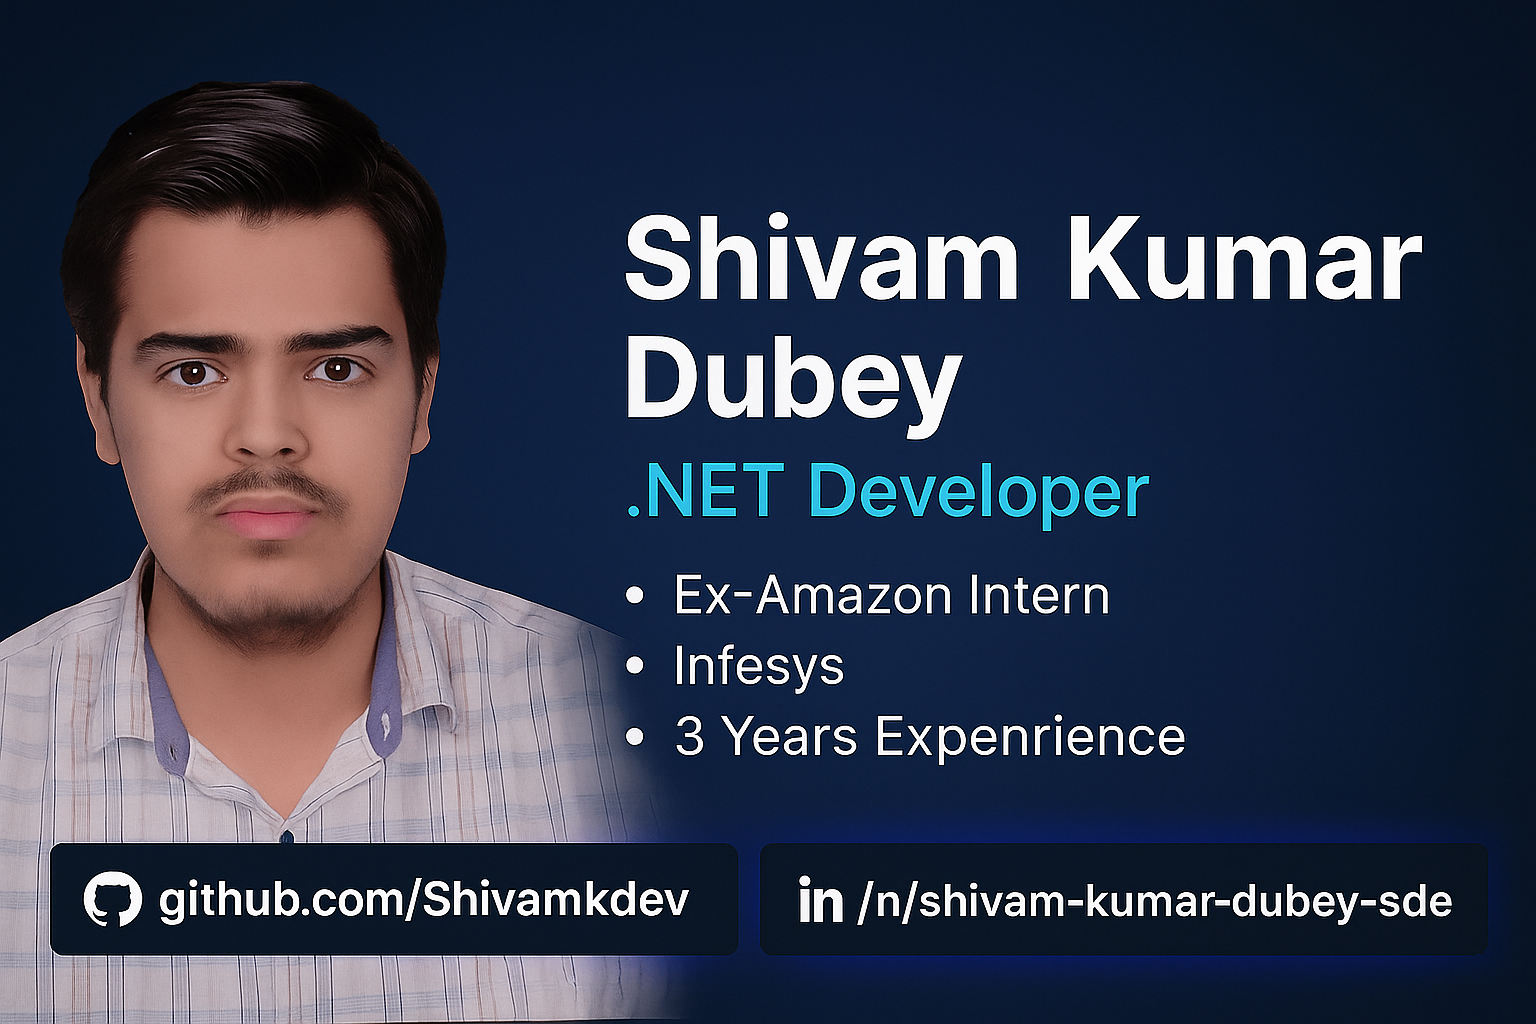 Shivam Kumar
Dubey
.NET Developer
• Ex-Amazon Intern
• Infesys
• 3 Years Expenrience
github.com/Shivamkdev
in /n/shivam-kumar-dubey-sde